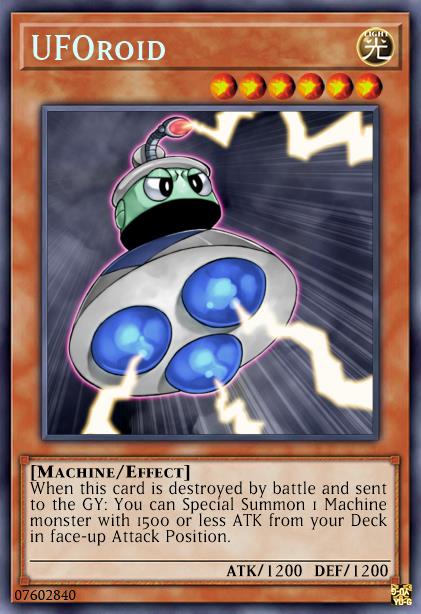 UFOroid
LIGHT
光
[Machine/Effect]
When this card is destroyed by battle and sent
to the GY: You can Special Summon 1 Machine
monster with 1500 or less ATK from your Deck
in face-up Attack Position.
ATK/1200 DEF/1200
07602840